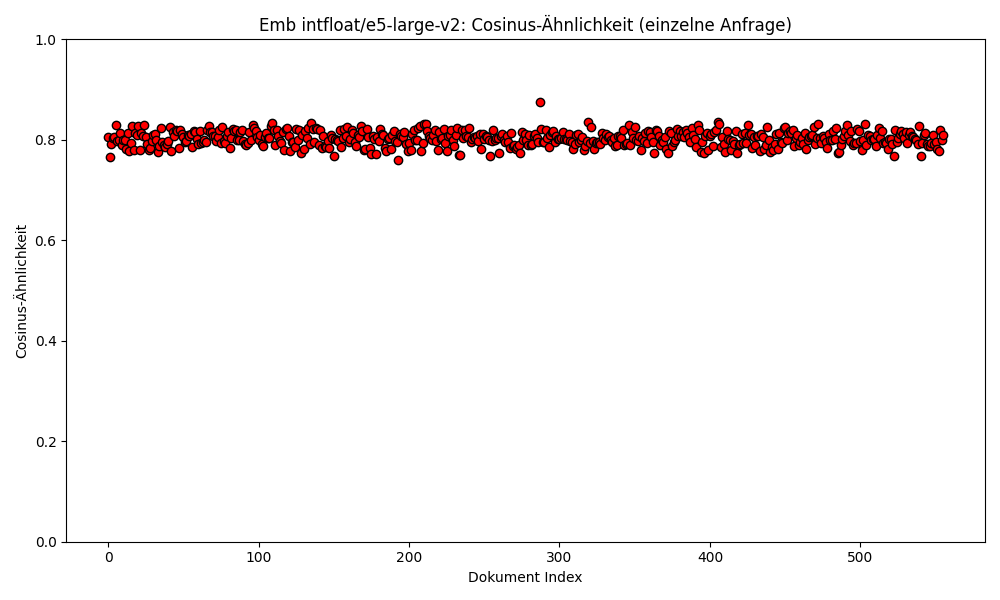 Emb intfloat/e5-large-v2: Cosinus-Ähnlichkeit (einzelne Anfrage)
1.0
0.8
0.6
0.4
0.2
0.0
Cosinus-Ähnlichkeit
0 100 200 300 400 500
Dokument Index